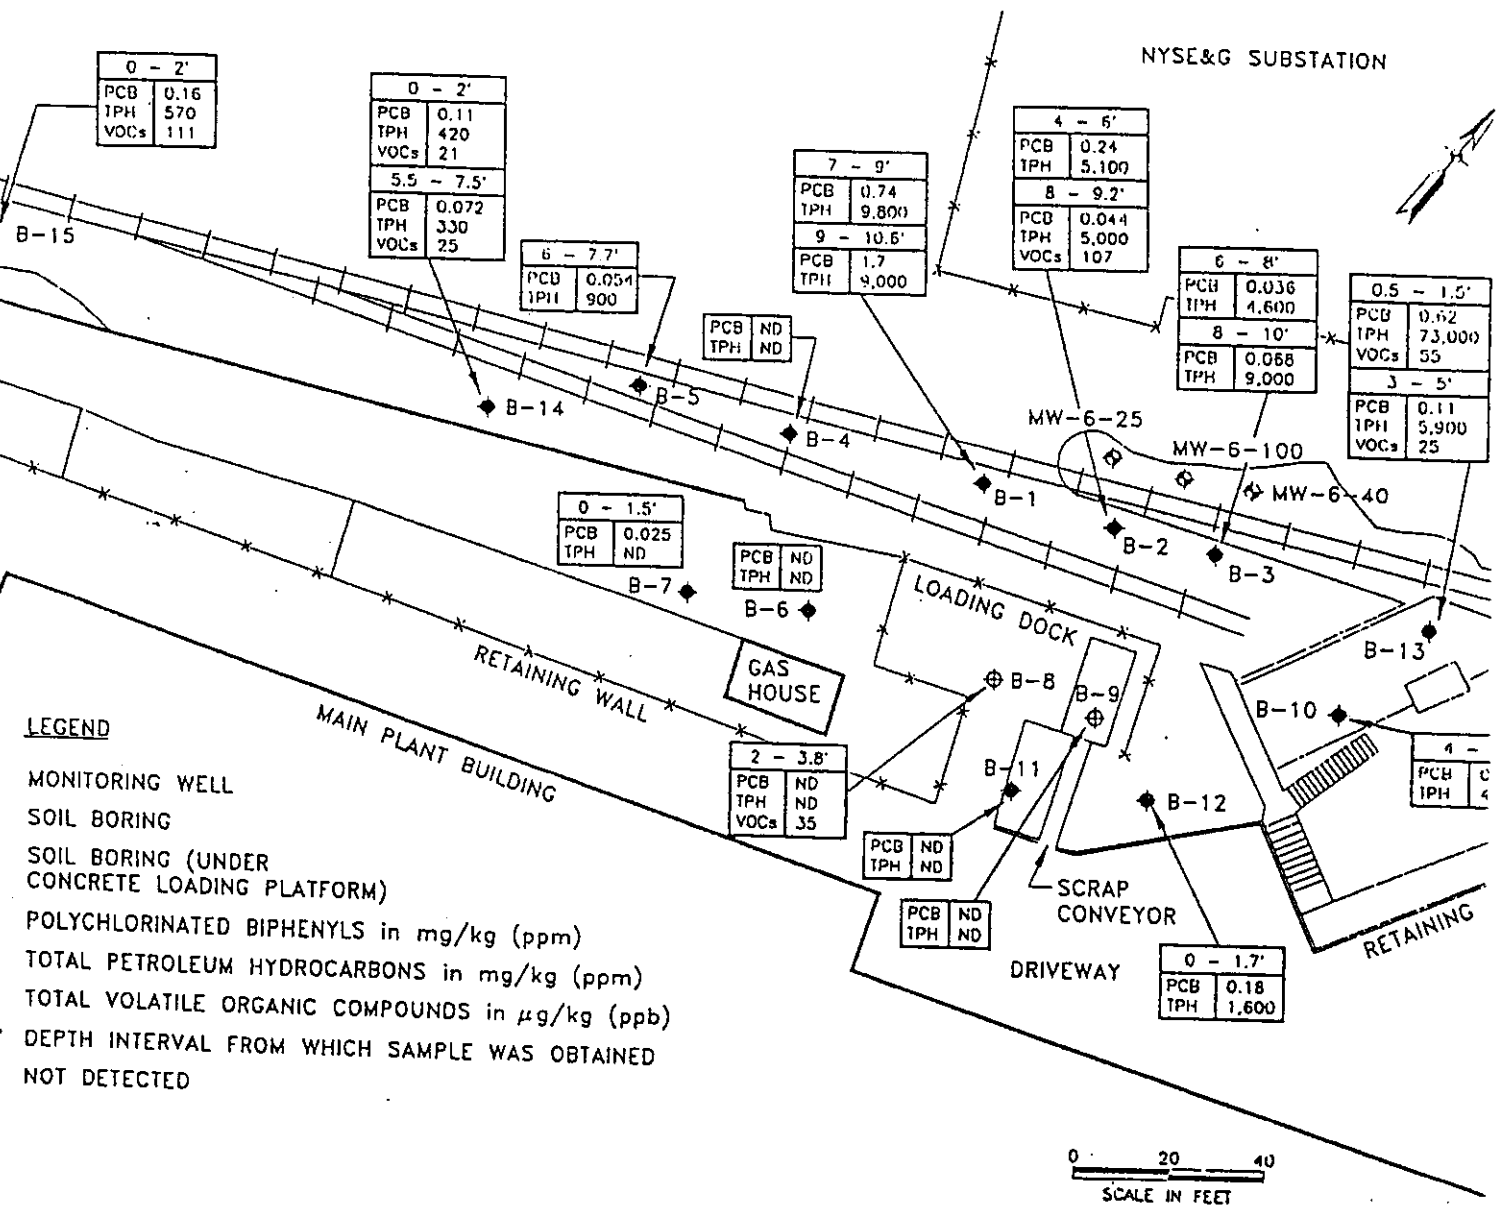 NYSE&G SUBSTATION
0 - 2'
PCB 0.16
TPH 570
VOCs 111
B-15
0 - 2'
PCB 0.11
TPH 420
VOCs 21
5.5 - 7.5'
PCB 0.072
TPH 330
VOCs 25
B-14
6 - 7.7'
PCB 0.054
TPH 900
B-5
PCB ND
TPH ND
B-4
7 - 9'
PCB 0.74
TPH 9,800
9 - 10.6'
PCB 1.7
TPH 9,000
B-1
4 - 6'
PCB 0.24
TPH 5,100
8 - 9.2'
PCB 0.044
TPH 5,000
VOCs 107
B-2
6 - 8'
PCB 0.036
TPH 4,600
8 - 10'
PCB 0.068
TPH 9,000
B-3
0.5 - 1.5'
PCB 0.62
TPH 73,000
VOCs 55
3 - 5'
PCB 0.11
TPH 5,900
VOCs 25
B-13
N
MW-6-25
MW-6-100
MW-6-40
0 - 1.5'
PCB 0.025
TPH ND
B-7
PCB ND
TPH ND
B-6
LOADING DOCK
GAS
HOUSE
RETAINING WALL
MAIN PLANT BUILDING
B-8
B-9
B-10
B-11
B-12
2 - 3.8'
PCB ND
TPH ND
VOCs 35
PCB ND
TPH ND
PCB ND
TPH ND
4 -
PCB
TPH
SCRAP
CONVEYOR
DRIVEWAY
0 - 1.7'
PCB 0.18
TPH 1,600
RETAINING
LEGEND
MONITORING WELL
SOIL BORING
SOIL BORING (UNDER
CONCRETE LOADING PLATFORM)
POLYCHLORINATED BIPHENYLS in mg/kg (ppm)
TOTAL PETROLEUM HYDROCARBONS in mg/kg (ppm)
TOTAL VOLATILE ORGANIC COMPOUNDS in µg/kg (ppb)
DEPTH INTERVAL FROM WHICH SAMPLE WAS OBTAINED
NOT DETECTED
0 20 40
SCALE IN FEET